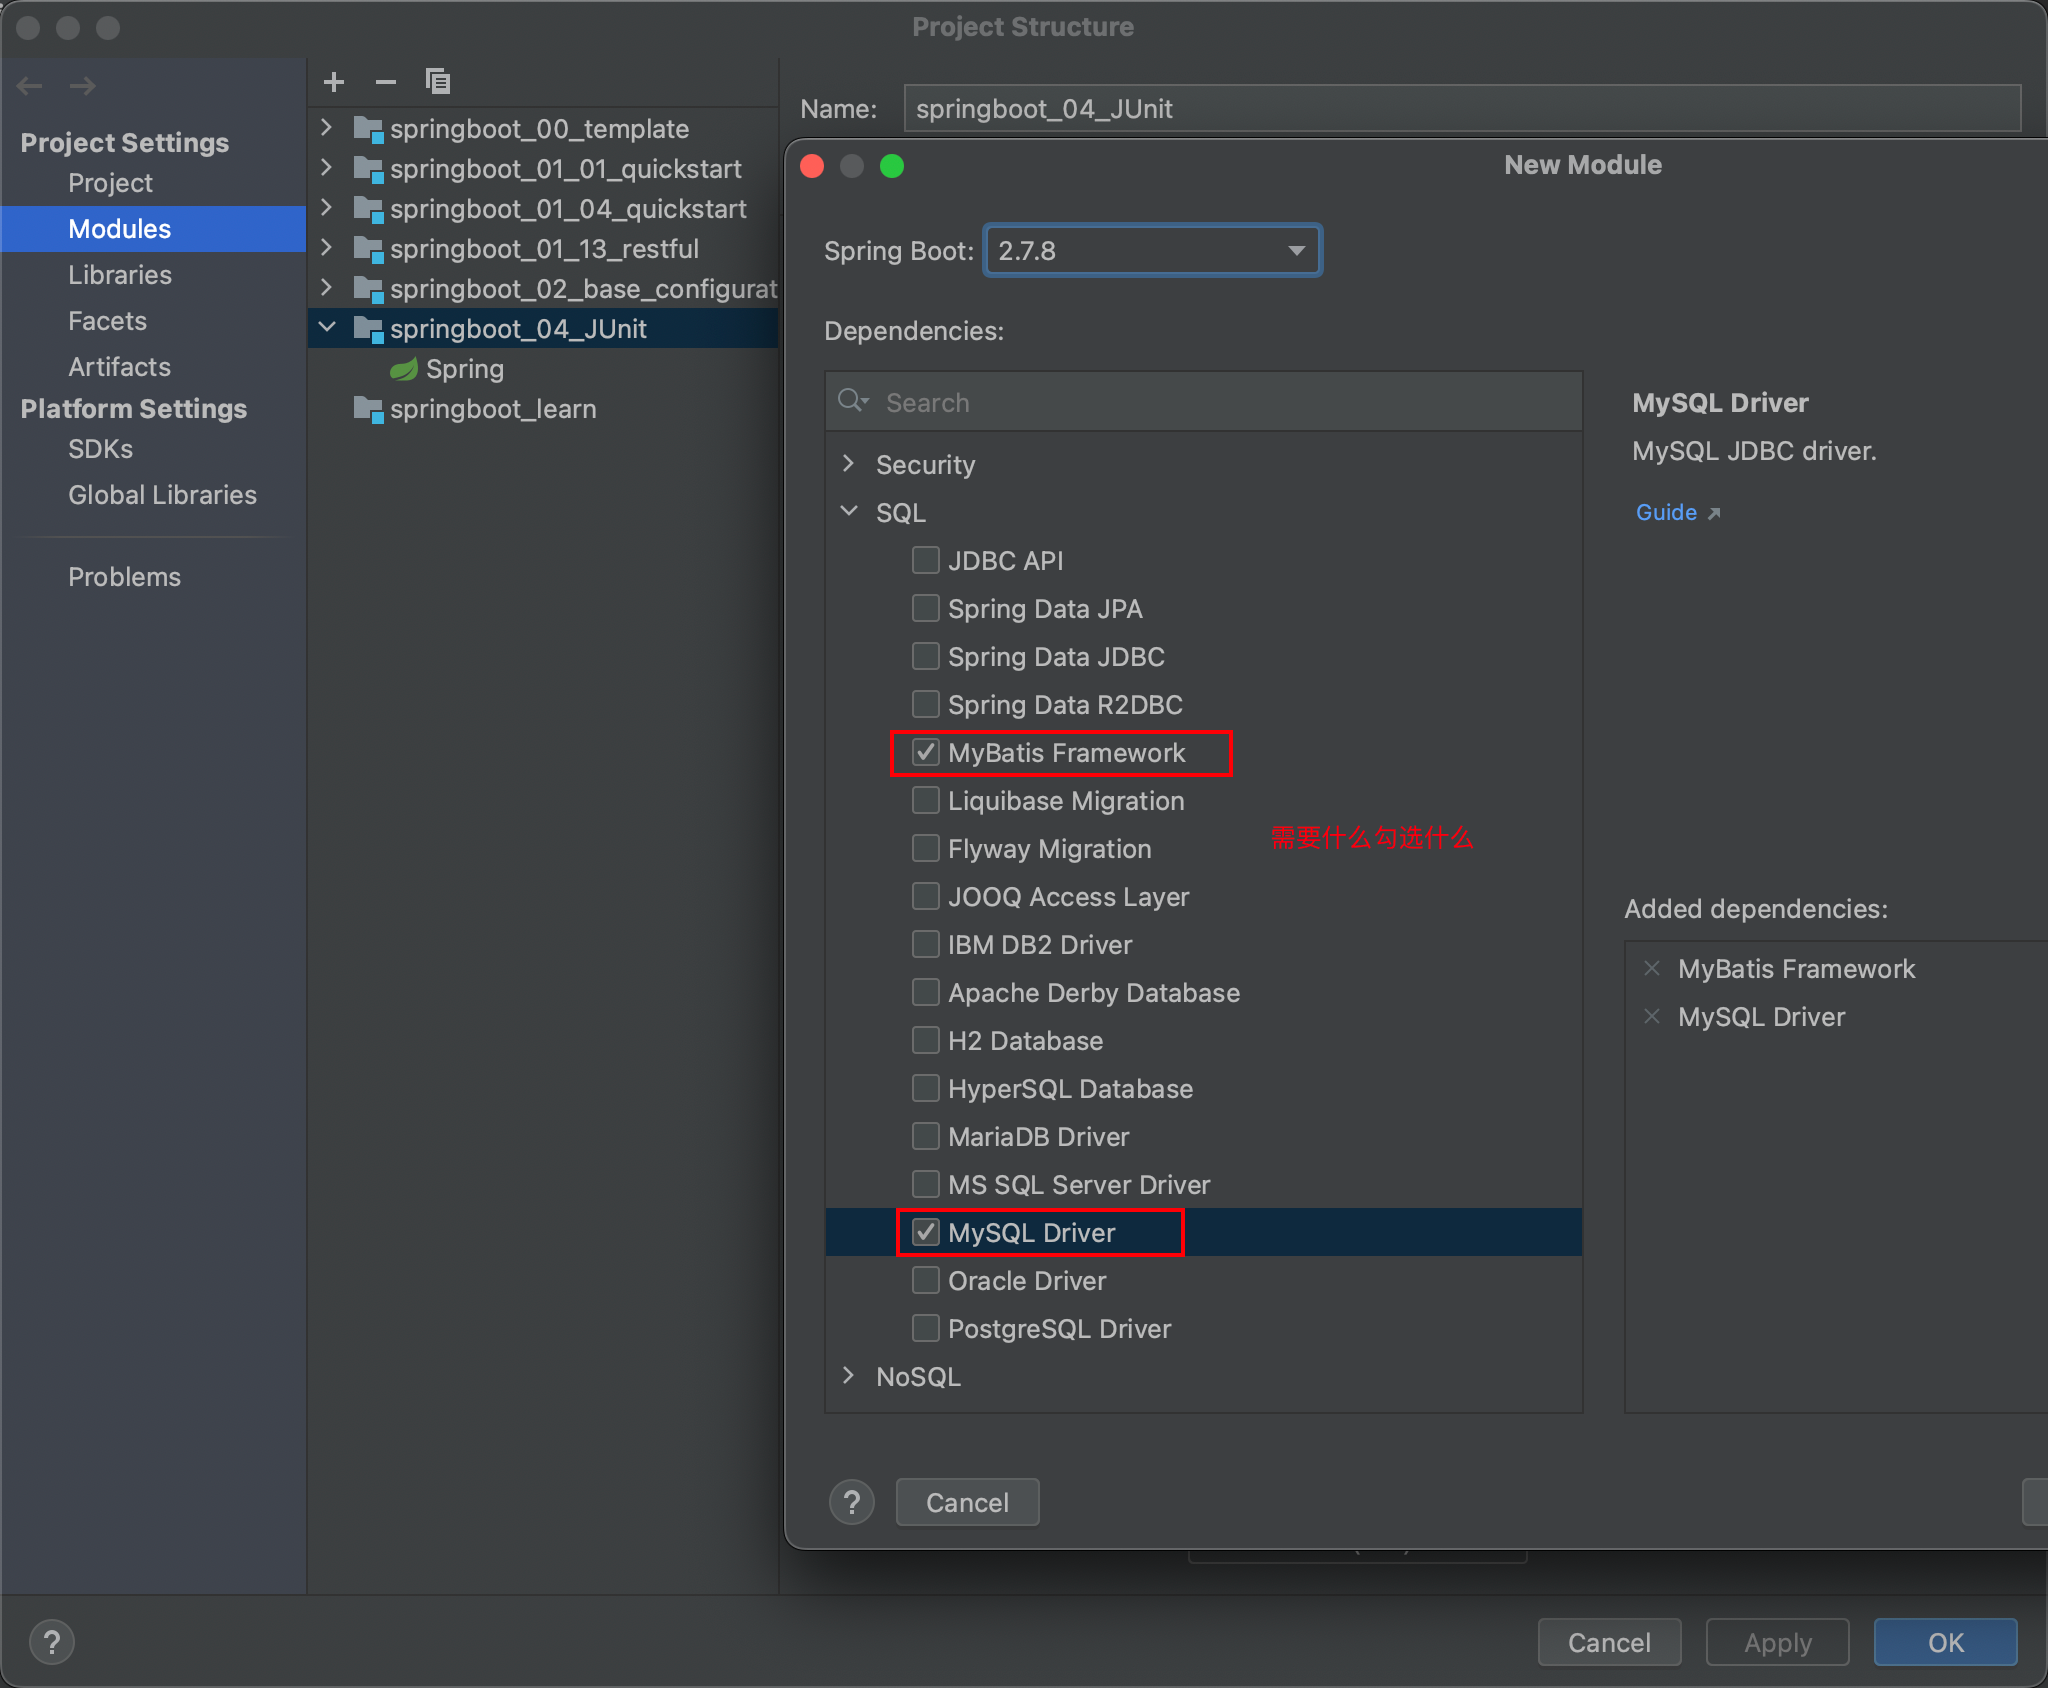 Project Structure
Project Settings
Project
Modules
Libraries
Facets
Artifacts
Platform Settings
SDKs
Global Libraries
Problems
springboot_00_template
springboot_01_01_quickstart
springboot_01_04_quickstart
springboot_01_13_restful
springboot_02_base_configurat
springboot_04_JUnit
Spring
springboot_learn
Name: springboot_04_JUnit
New Module
Spring Boot: 2.7.8
Dependencies:
Search
Security
SQL
JDBC API
Spring Data JPA
Spring Data JDBC
Spring Data R2DBC
MyBatis Framework
Liquibase Migration
Flyway Migration
JOOQ Access Layer
IBM DB2 Driver
Apache Derby Database
H2 Database
HyperSQL Database
MariaDB Driver
MS SQL Server Driver
MySQL Driver
Oracle Driver
PostgreSQL Driver
NoSQL
需要什么勾选什么
MySQL Driver
MySQL JDBC driver.
Guide
Added dependencies:
MyBatis Framework
MySQL Driver
? Cancel
? Cancel Apply OK